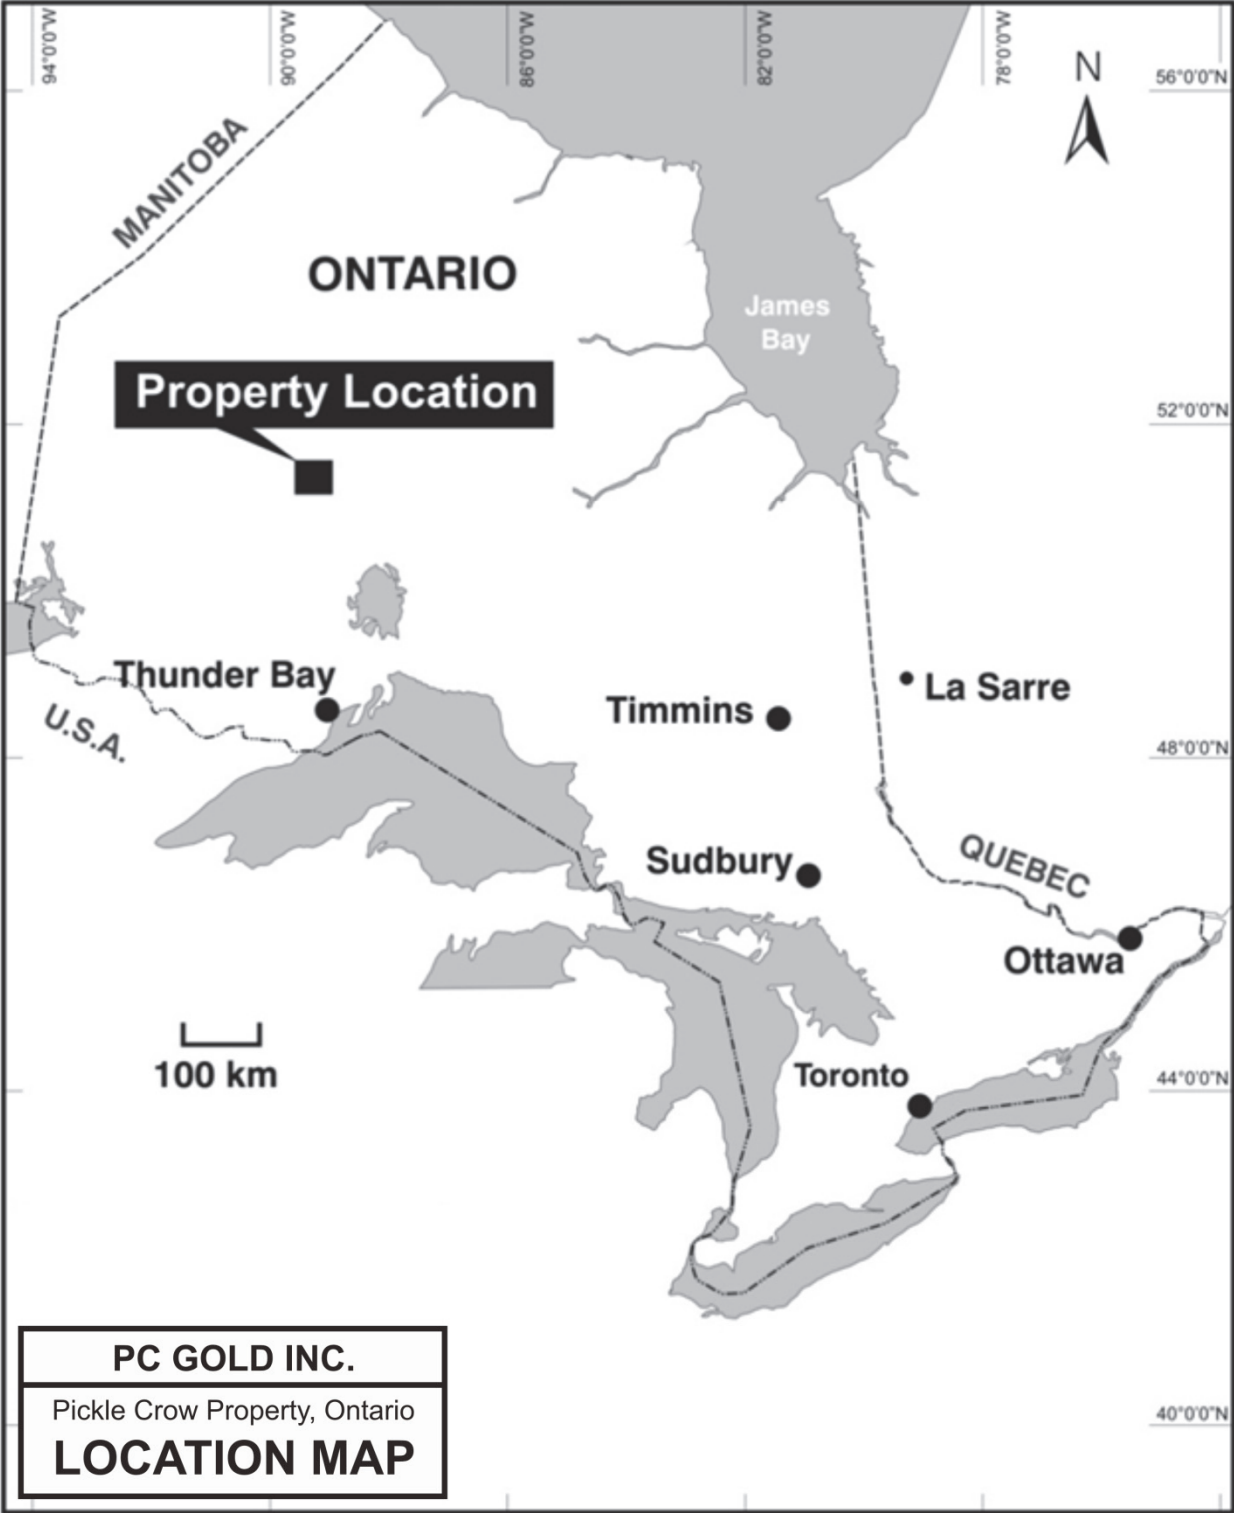 94°0'0"W
90°0'0"W
86°0'0"W
82°0'0"W
78°0'0"W
N
56°0'0"N
MANITOBA
ONTARIO
James
Bay
Property Location
52°0'0"N
Thunder Bay
U.S.A.
Timmins
La Sarre
48°0'0"N
Sudbury
QUEBEC
Ottawa
100 km
Toronto
44°0'0"N
PC GOLD INC.
Pickle Crow Property, Ontario
LOCATION MAP
40°0'0"N